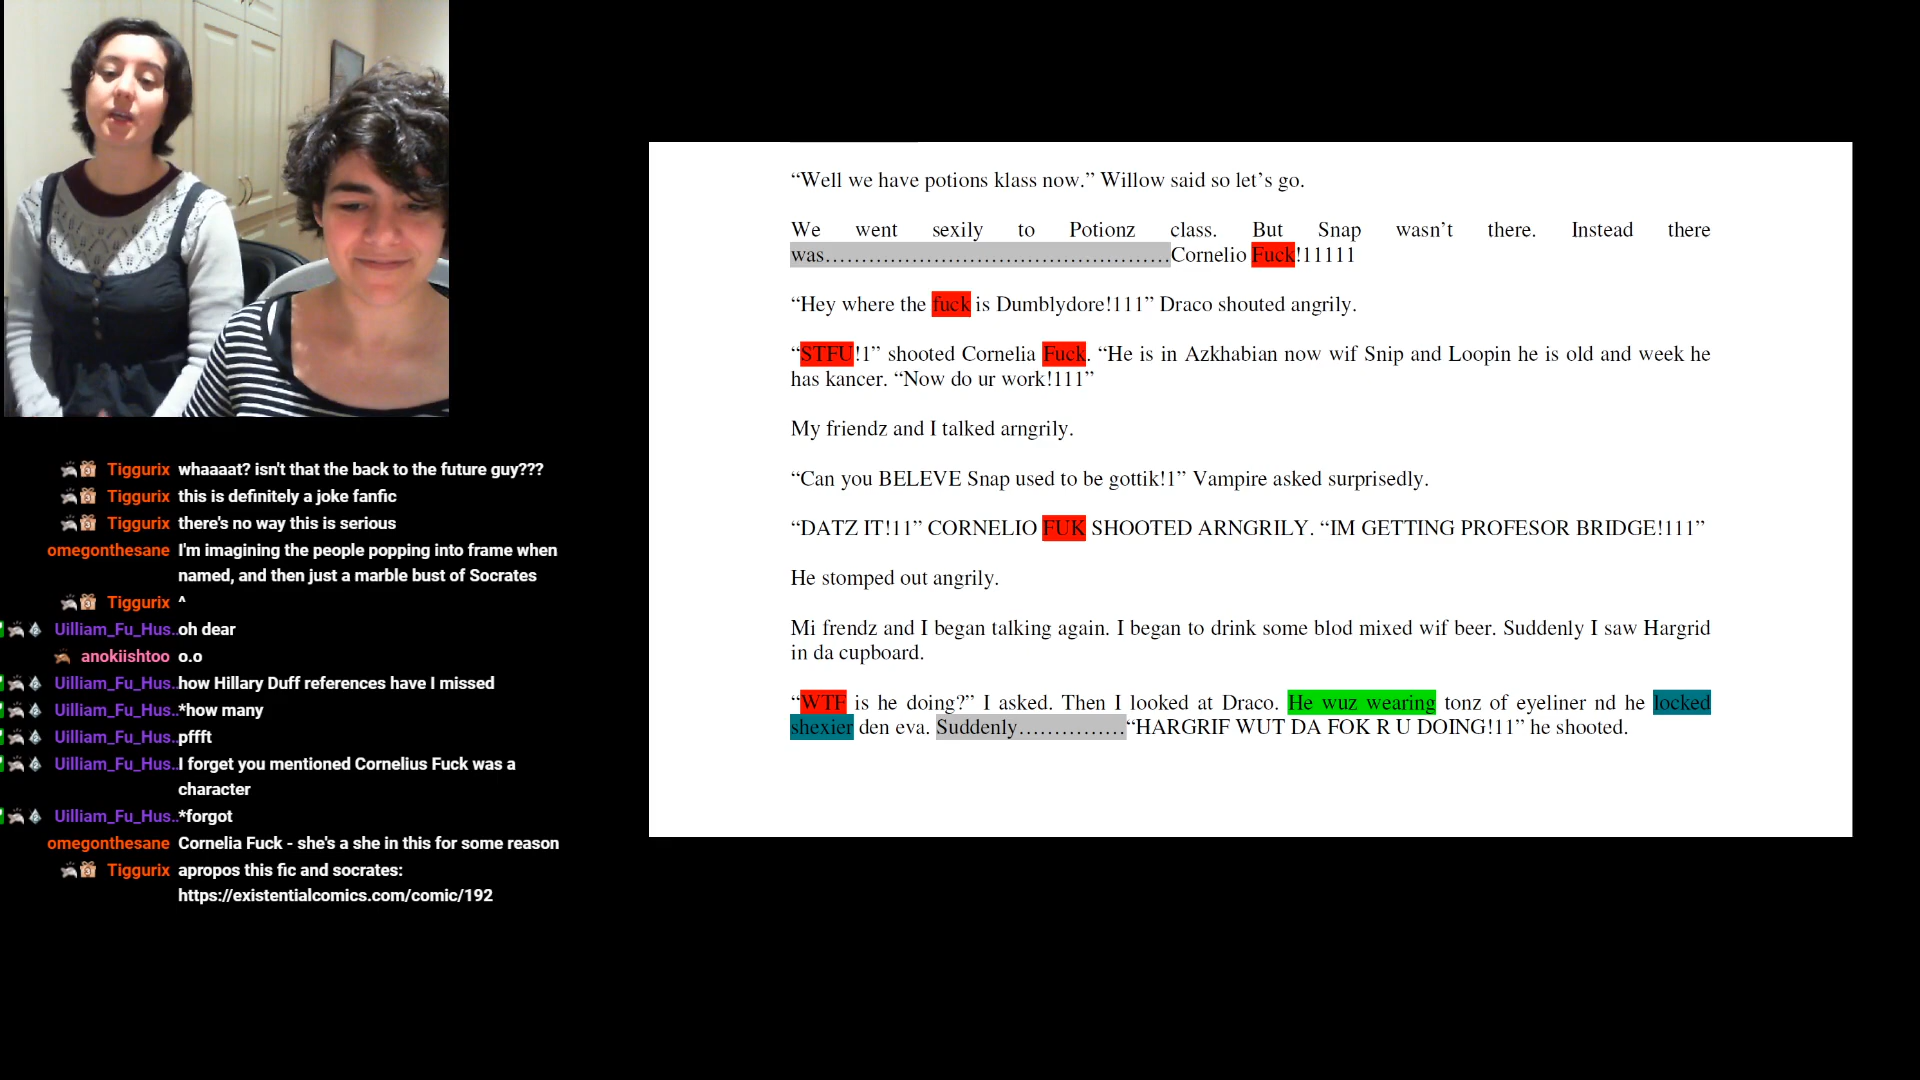 Tiggurix whaaaat? isn't that the back to the future guy???
Tiggurix this is definitely a joke fanfic
Tiggurix there's no way this is serious
omegonthesane I'm imagining the people popping into frame when
named, and then just a marble bust of Socrates
Tiggurix ^
Uilliam_Fu_Hus.. oh dear
anokiishtoo o.o
Uilliam_Fu_Hus.. how Hillary Duff references have I missed
Uilliam_Fu_Hus.. *how many
Uilliam_Fu_Hus.. pffft
Uilliam_Fu_Hus.. I forget you mentioned Cornelius Fuck was a
character
Uilliam_Fu_Hus.. *forgot
omegonthesane Cornelia Fuck - she's a she in this for some reason
Tiggurix apropos this fic and socrates:
https://existentialcomics.com/comic/192
“Well we have potions klass now.” Willow said so let’s go.
We went sexily to Potionz class. But Snap wasn’t there. Instead there
was…………………………………………Cornelio Fuck!11111
“Hey where the fuck is Dumblydore!111” Draco shouted angrily.
“STFU!1” shooted Cornelia Fuck. “He is in Azkhabian now wif Snip and Loopin he is old and week he
has kancer. “Now do ur work!111”
My friendz and I talked arngrily.
“Can you BELEVE Snap used to be gottik!1” Vampire asked surprisedly.
“DATZ IT!11” CORNELIO FUK SHOOTED ARNGRILY. “IM GETTING PROFESOR BRIDGE!111”
He stomped out angrily.
Mi frendz and I began talking again. I began to drink some blod mixed wif beer. Suddenly I saw Hargrid
in da cupboard.
“WTF is he doing?” I asked. Then I looked at Draco. He wuz wearing tonz of eyeliner nd he locked
shexier den eva. Suddenly……………“HARGRIF WUT DA FOK R U DOING!11” he shooted.